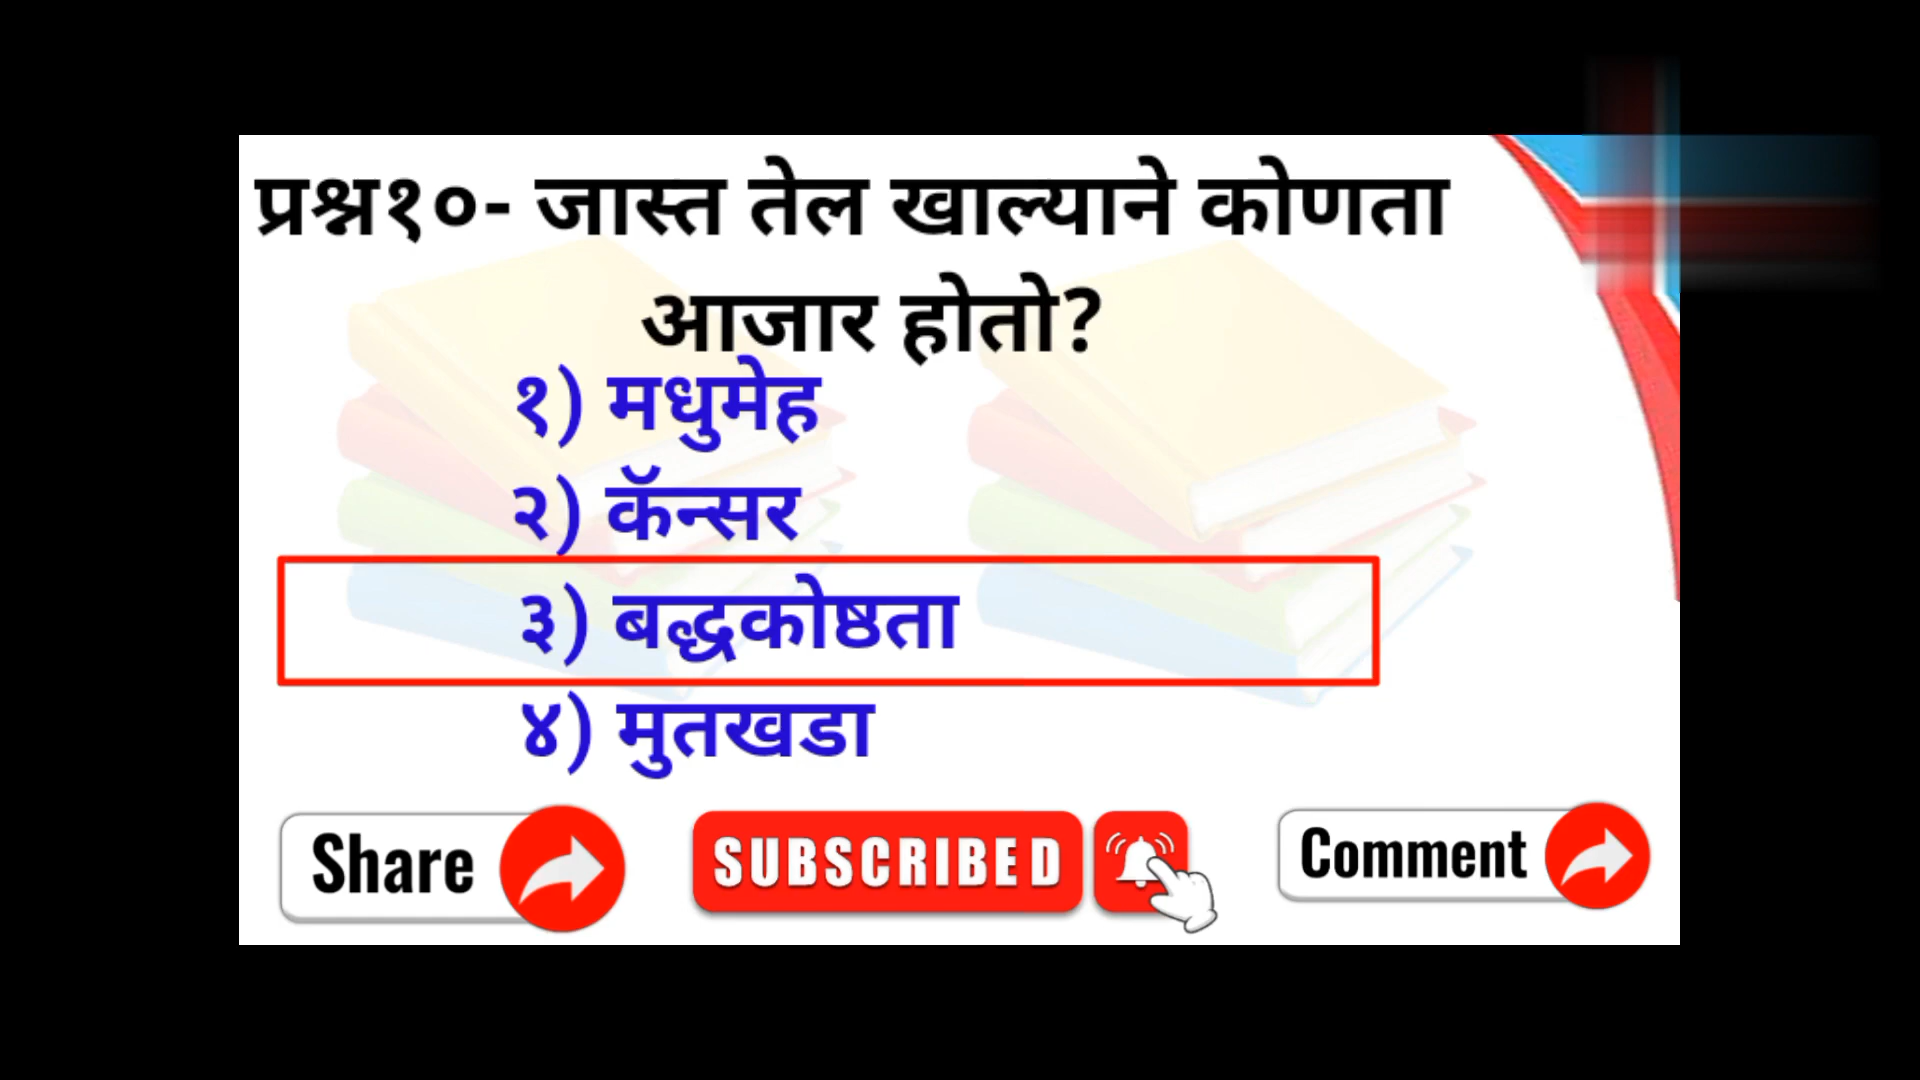 प्रश्न१०- जास्त तेल खाल्याने कोणता
आजार होतो?
१) मधुमेह
२) कॅन्सर
३) बद्धकोष्ठता
४) मुतखडा
Share
SUBSCRIBED
Comment